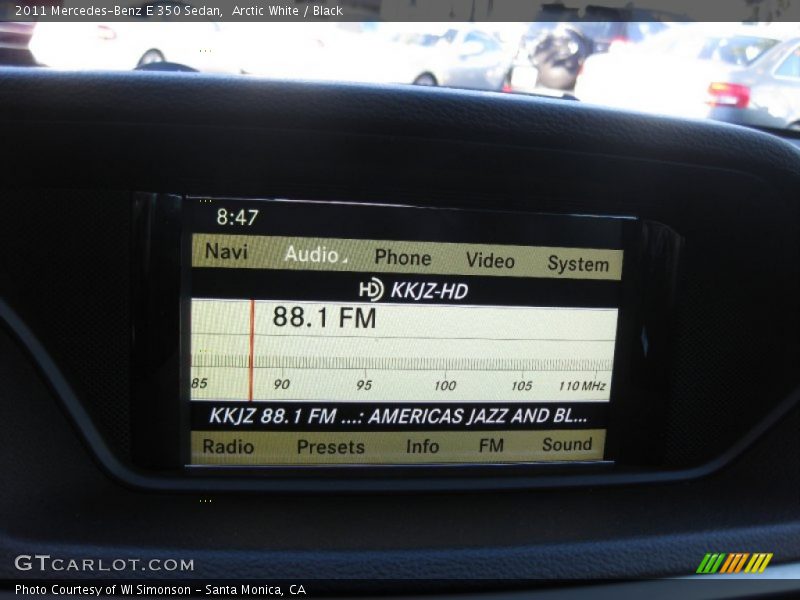 2011 Mercedes-Benz E 350 Sedan,  Arctic White / Black
8:47
Navi Audio Phone Video System
HD KKJZ-HD
88.1 FM
85 90 95 100 105 110 MHz
KKJZ 88.1 FM ...: AMERICAS JAZZ AND BL...
Radio Presets Info FM Sound
GTCARLOT.COM
Photo Courtesy of WI Simonson – Santa Monica, CA